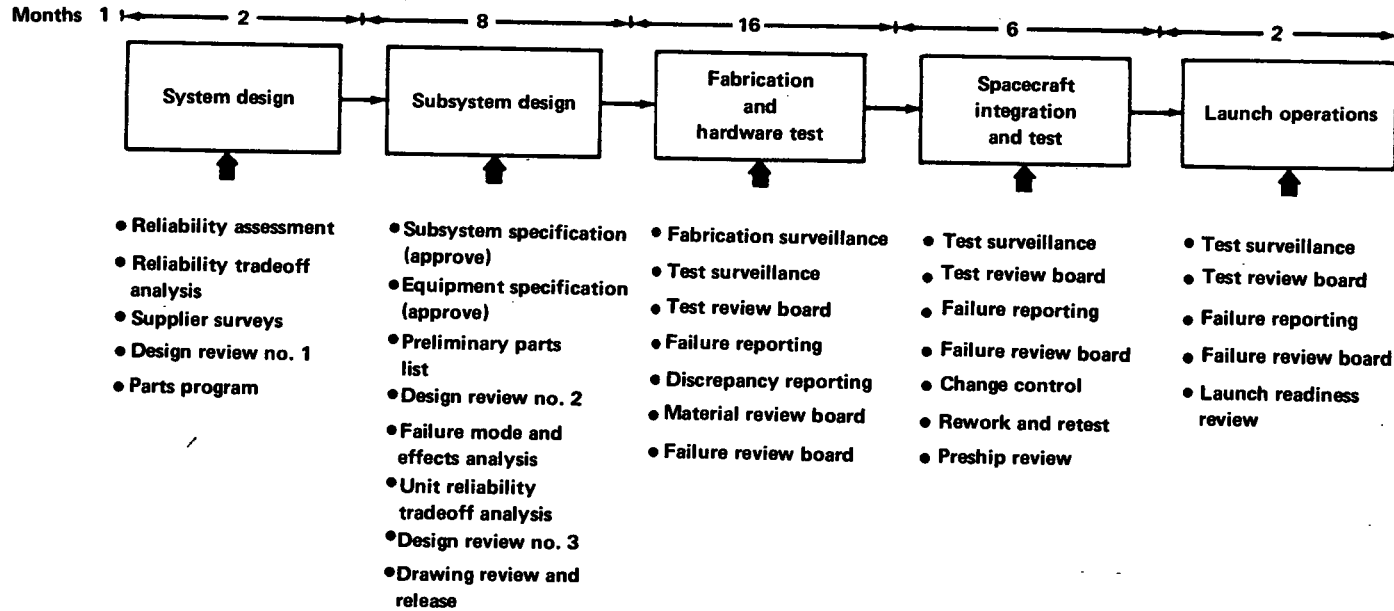 Months 1 2 8 16 6 2
System design
Subsystem design
Fabrication
and
hardware test
Spacecraft
integration
and test
Launch operations
• Reliability assessment
• Reliability tradeoff
analysis
• Supplier surveys
• Design review no. 1
• Parts program
• Subsystem specification
(approve)
• Equipment specification
(approve)
• Preliminary parts
list
• Design review no. 2
• Failure mode and
effects analysis
• Unit reliability
tradeoff analysis
• Design review no. 3
• Drawing review and
release
• Fabrication surveillance
• Test surveillance
• Test review board
• Failure reporting
• Discrepancy reporting
• Material review board
• Failure review board
• Test surveillance
• Test review board
• Failure reporting
• Failure review board
• Change control
• Rework and retest
• Preship review
• Test surveillance
• Test review board
• Failure reporting
• Failure review board
• Launch readiness
review